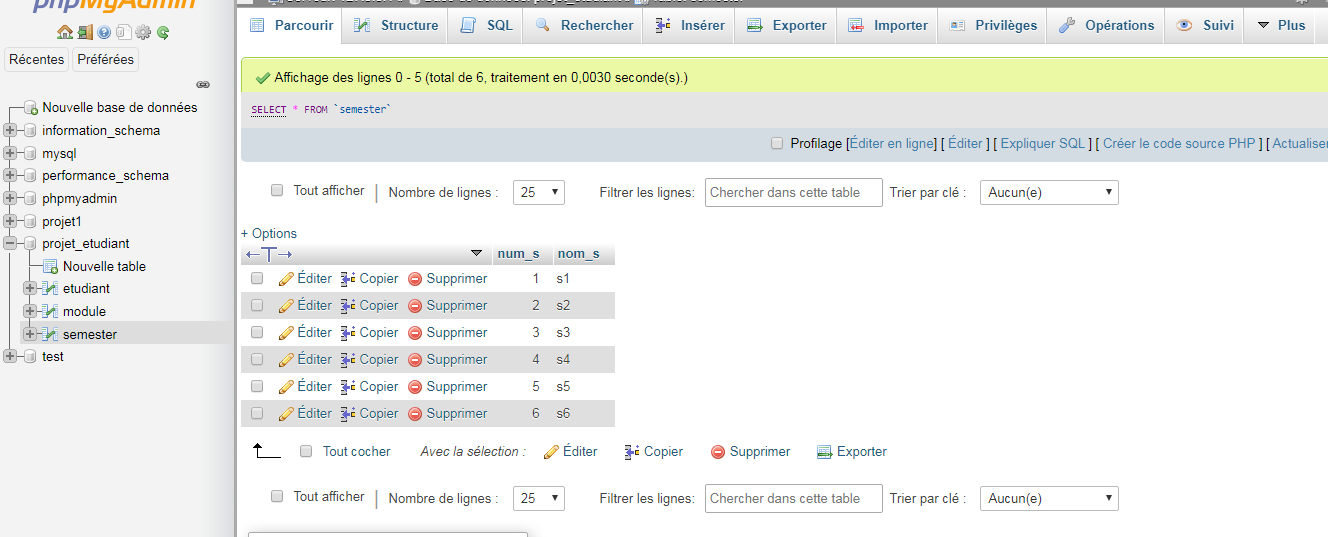 phpMyAdmin
Récentes Préférées
Nouvelle base de données
information_schema
mysql
performance_schema
phpmyadmin
projet1
projet_etudiant
Nouvelle table
etudiant
module
semester
test
Parcourir Structure SQL Rechercher Insérer Exporter Importer Privilèges Opérations Suivi Plus
Affichage des lignes 0 - 5 (total de 6, traitement en 0,0030 seconde(s).)
SELECT * FROM `semester`
Profilage [Éditer en ligne] [ Éditer ] [ Expliquer SQL ] [ Créer le code source PHP ] [ Actualiser
Tout afficher Nombre de lignes : 25 Filtrer les lignes: Chercher dans cette table Trier par clé : Aucun(e)
+ Options
num_s nom_s
Éditer Copier Supprimer 1 s1
Éditer Copier Supprimer 2 s2
Éditer Copier Supprimer 3 s3
Éditer Copier Supprimer 4 s4
Éditer Copier Supprimer 5 s5
Éditer Copier Supprimer 6 s6
Tout cocher Avec la sélection : Éditer Copier Supprimer Exporter
Tout afficher Nombre de lignes : 25 Filtrer les lignes: Chercher dans cette table Trier par clé : Aucun(e)